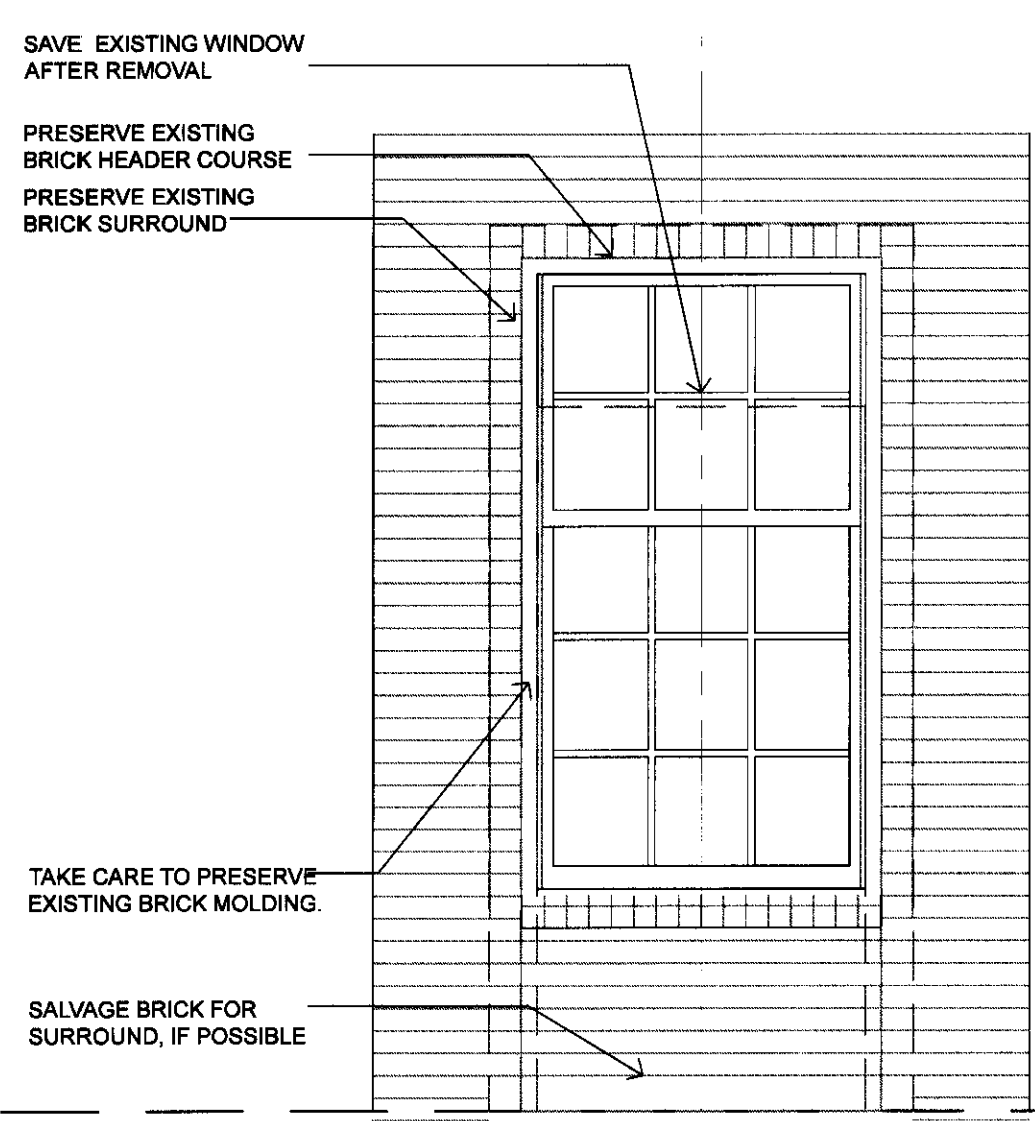 SAVE EXISTING WINDOW
AFTER REMOVAL
PRESERVE EXISTING
BRICK HEADER COURSE
PRESERVE EXISTING
BRICK SURROUND
TAKE CARE TO PRESERVE
EXISTING BRICK MOLDING.
SALVAGE BRICK FOR
SURROUND, IF POSSIBLE